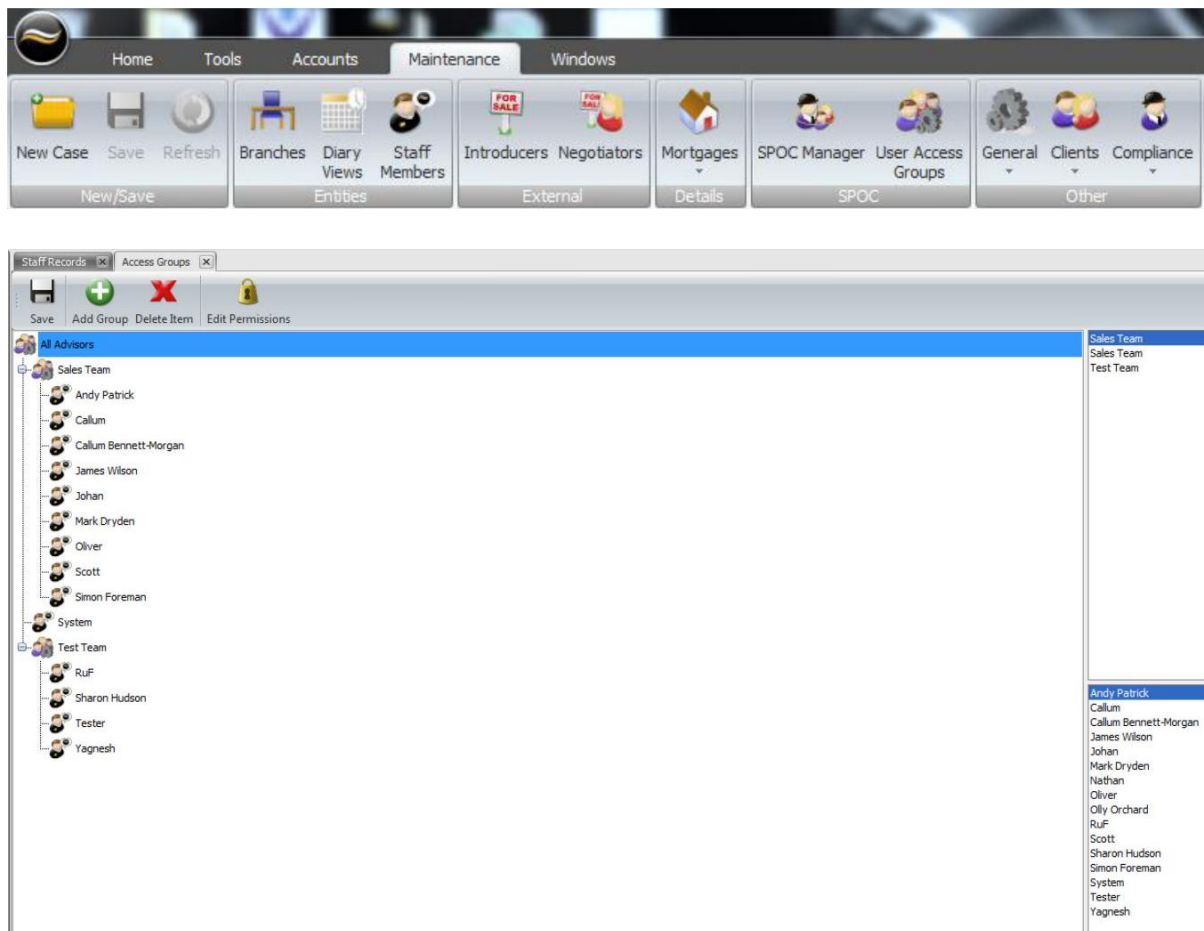 Home Tools Accounts Maintenance Windows
New Case Save Refresh Branches Diary Views Staff Members Introducers Negotiators Mortgages SPOC Manager User Access Groups General Clients Compliance
New/Save Entities External Details SPOC Other
Staff Records Access Groups
Save Add Group Delete Item Edit Permissions
All Advisors
Sales Team
Andy Patrick
Callum
Callum Bennett-Morgan
James Wilson
Johan
Mark Dryden
Oliver
Scott
Simon Foreman
System
Test Team
RuF
Sharon Hudson
Tester
Yagnesh
Sales Team
Sales Team
Test Team
Andy Patrick
Callum
Callum Bennett-Morgan
James Wilson
Johan
Mark Dryden
Nathan
Oliver
Olly Orchard
RuF
Scott
Sharon Hudson
Simon Foreman
System
Tester
Yagnesh